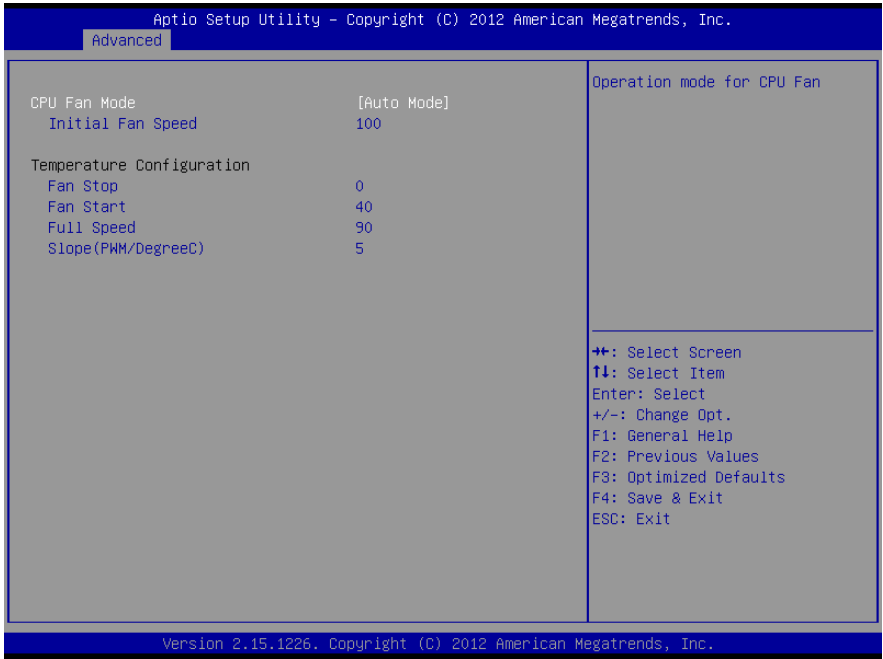 Aptio Setup Utility - Copyright (C) 2012 American Megatrends, Inc.
Advanced
CPU Fan Mode [Auto Mode]
Initial Fan Speed 100
Temperature Configuration
Fan Stop 0
Fan Start 40
Full Speed 90
Slope(PWM/DegreeC) 5
Operation mode for CPU Fan
→←: Select Screen
↑↓: Select Item
Enter: Select
+/-: Change Opt.
F1: General Help
F2: Previous Values
F3: Optimized Defaults
F4: Save & Exit
ESC: Exit
Version 2.15.1226. Copyright (C) 2012 American Megatrends, Inc.